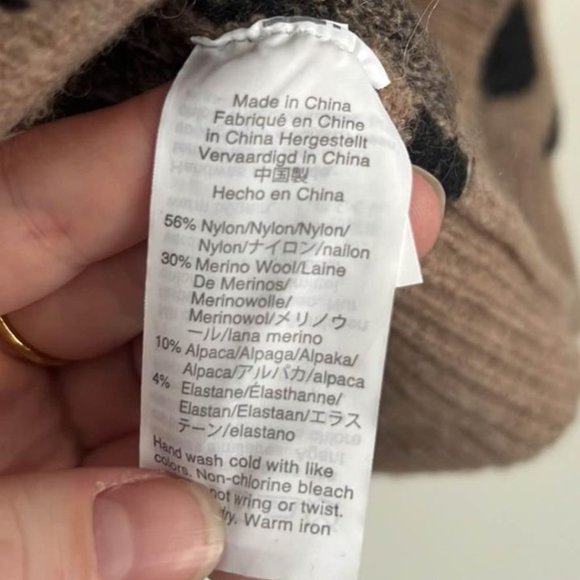 Made in China
Fabriqué en Chine
in China Hergestellt
Vervaardigd in China
中国製
Hecho en China
56% Nylon/Nylon/Nylon/
Nylon/ナイロン/nailon
30% Merino Wool/Laine
De Merinos/
Merinowolle/
Merinowol/メリノウ
ール/lana merino
10% Alpaca/Alpaga/Alpaka/
Alpaca/アルパカ/alpaca
4% Elastane/Élasthanne/
Elastan/Elastaan/エラス
テーン/elastano
Hand wash cold with like
colors. Non-chlorine bleach
not wring or twist.
dry. Warm iron